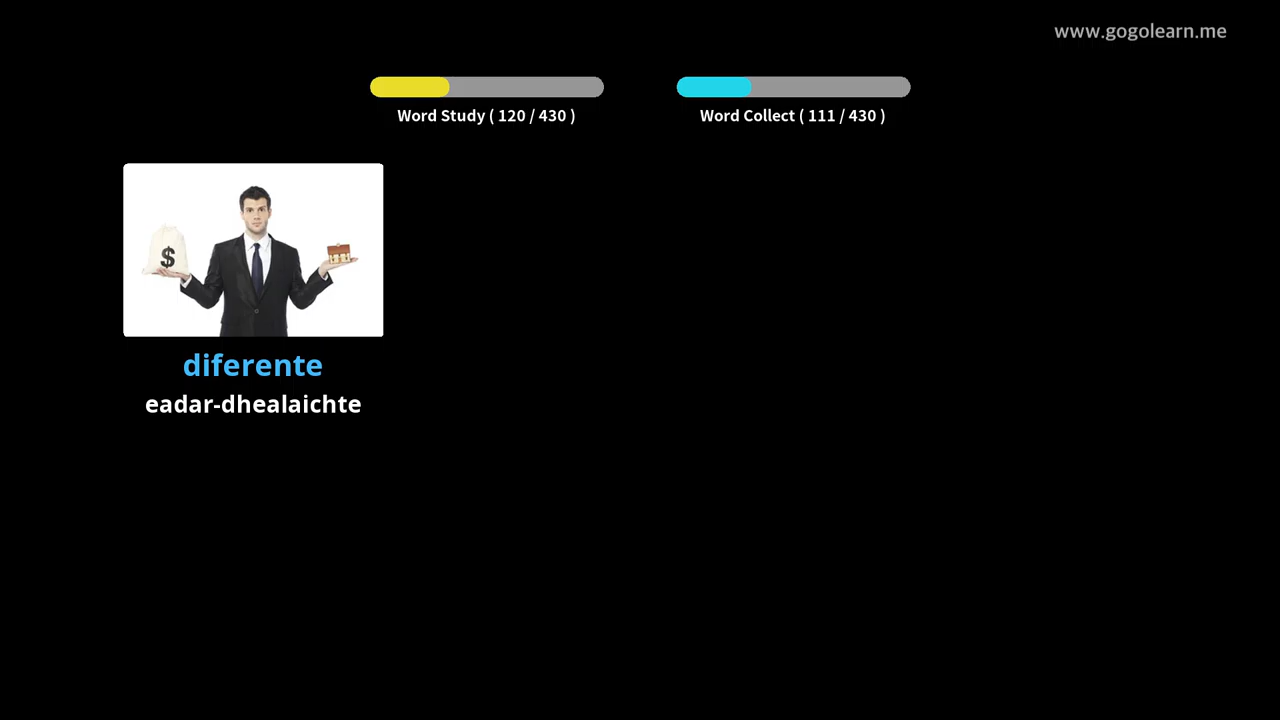 www.gogolearn.me
Word Study ( 120 / 430 )
Word Collect ( 111 / 430 )
$
diferente
eadar-dhealaichte